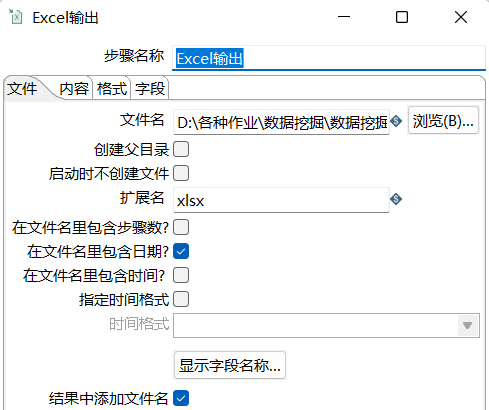 Excel输出
步骤名称 Excel输出
文件 内容 格式 字段
文件名 D:\各种作业\数据挖掘\数据挖掘 浏览(B)...
创建父目录
启动时不创建文件
扩展名 xlsx
在文件名里包含步骤数?
在文件名里包含日期?
在文件名里包含时间?
指定时间格式
时间格式
显示字段名称...
结果中添加文件名